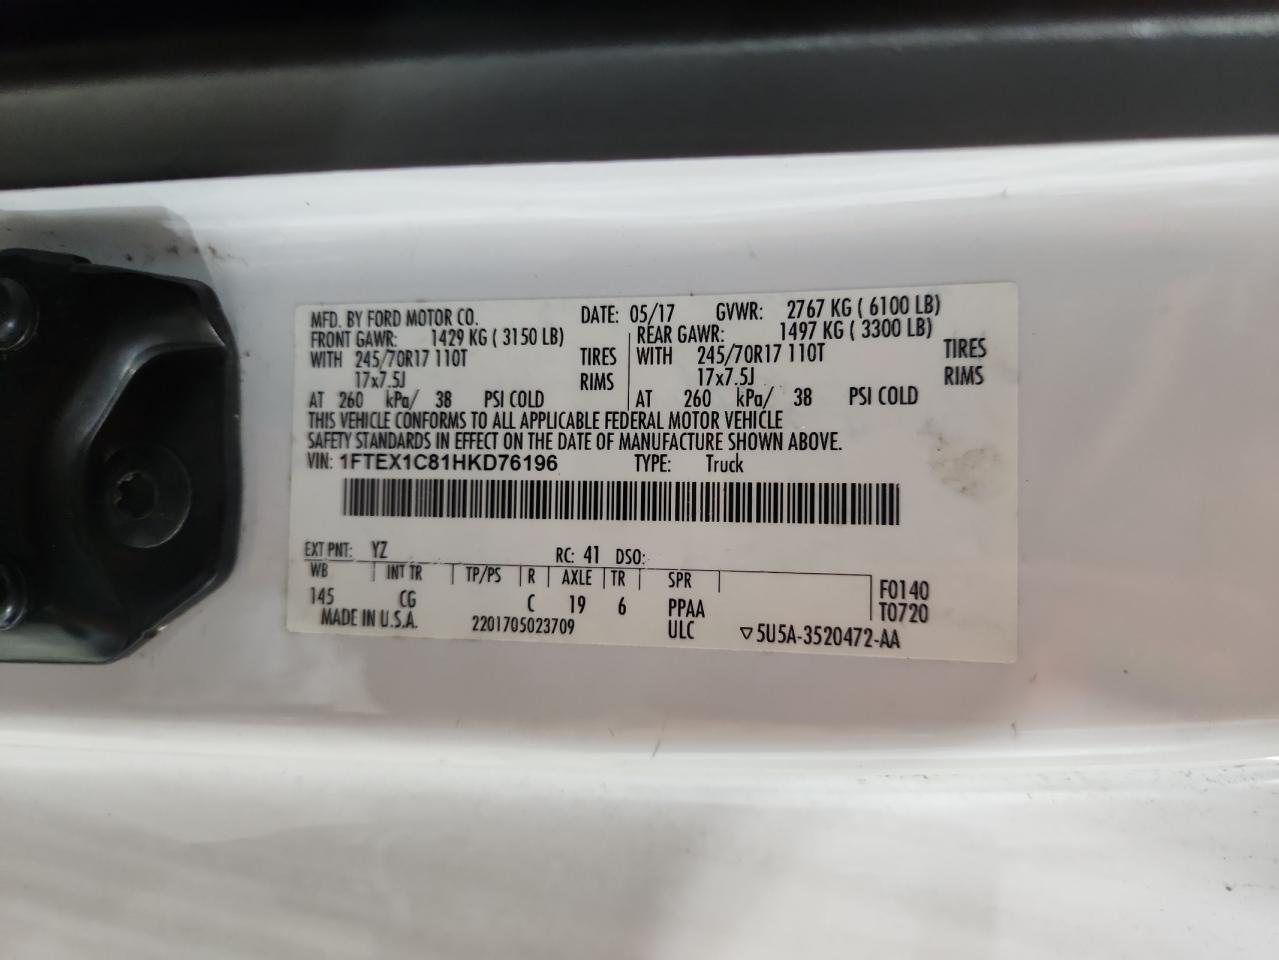 MFD. BY FORD MOTOR CO. DATE: 05/17 GVWR: 2767 KG ( 6100 LB)
FRONT GAWR: 1429 KG ( 3150 LB) REAR GAWR: 1497 KG ( 3300 LB)
WITH 245/70R17 110T TIRES WITH 245/70R17 110T TIRES
17x7.5J RIMS 17x7.5J RIMS
AT 260 kPa/ 38 PSI COLD AT 260 kPa/ 38 PSI COLD
THIS VEHICLE CONFORMS TO ALL APPLICABLE FEDERAL MOTOR VEHICLE
SAFETY STANDARDS IN EFFECT ON THE DATE OF MANUFACTURE SHOWN ABOVE.
VIN: 1FTEX1C81HKD76196 TYPE: Truck
EXT PNT: YZ RC: 41 DSO:
WB INT TR TP/PS R AXLE TR SPR F0140
145 CG C 19 6 PPAA T0720
MADE IN U.S.A. 2201705023709 ULC ▽5U5A-3520472-AA